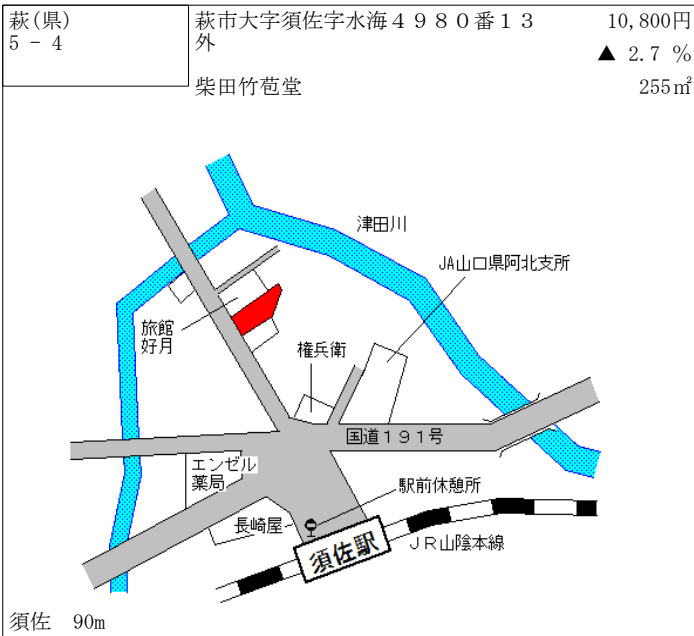 萩(県)
5 - 4
萩市大字須佐字水海４９８０番１３
外
柴田竹苞堂
10,800円
▲ 2.7 %
255㎡
津田川
JA山口県阿北支所
旅館
好月
権兵衛
国道１９１号
エンゼル
薬局
駅前休憩所
長崎屋
須佐駅
ＪＲ山陰本線
須佐　90m